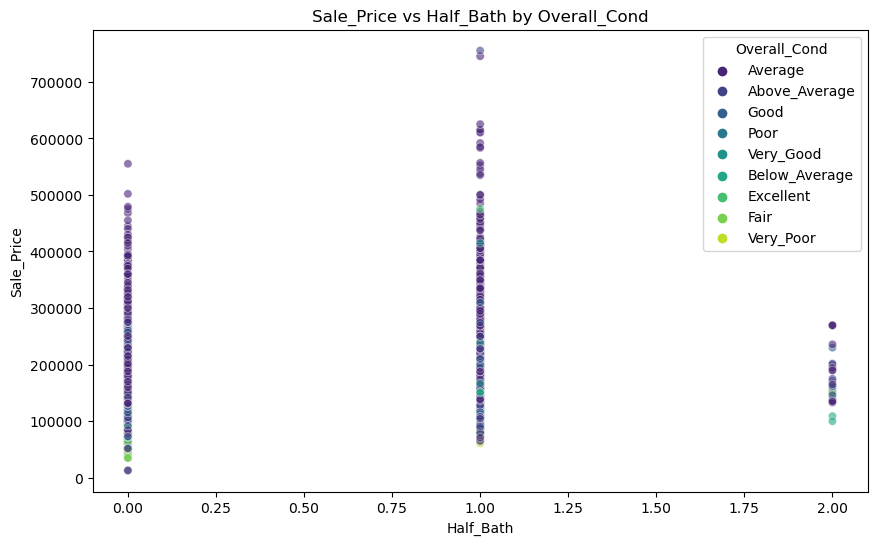 Sale_Price vs Half_Bath by Overall_Cond
Overall_Cond
Average
Above_Average
Good
Poor
Very_Good
Below_Average
Excellent
Fair
Very_Poor
Sale_Price
700000
600000
500000
400000
300000
200000
100000
0
0.00 0.25 0.50 0.75 1.00 1.25 1.50 1.75 2.00
Half_Bath